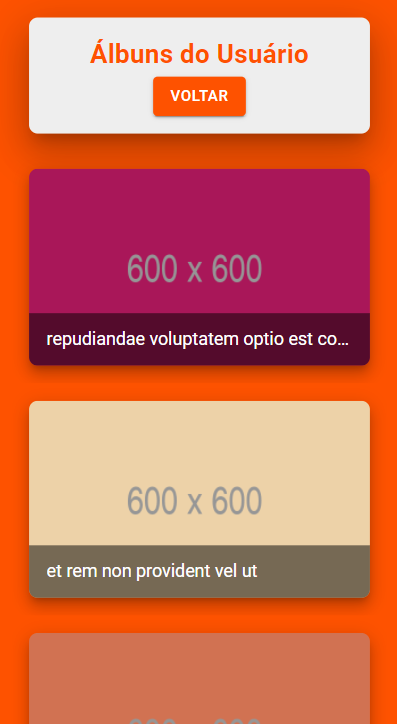 Álbuns do Usuário
VOLTAR
600 x 600
repudiandae voluptatem optio est co...
600 x 600
et rem non provident vel ut